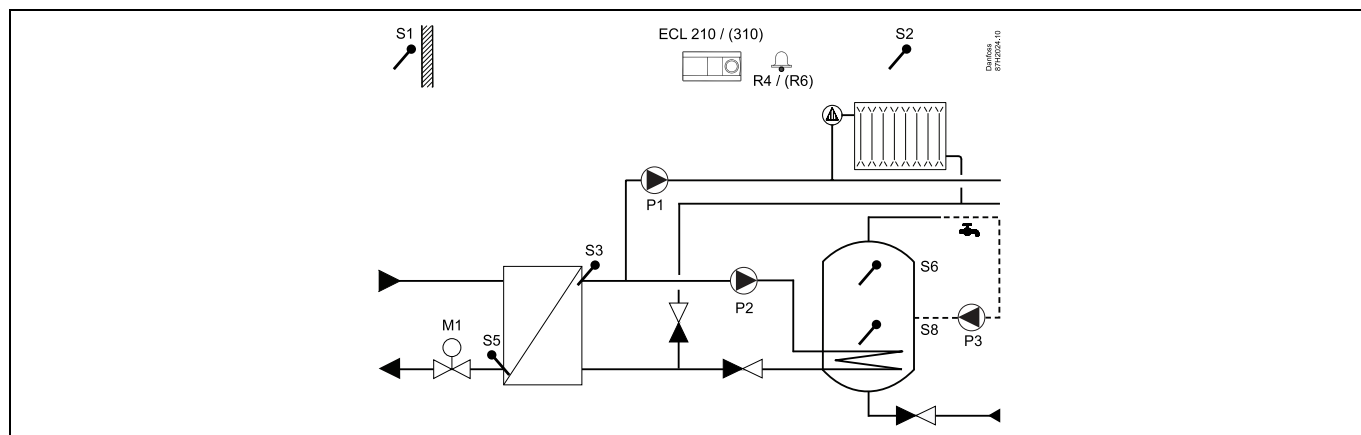 S1
ECL 210 / (310)
S2
Danfoss
87H2024.10
R4 / (R6)
P1
S3
S6
P2
M1
S5
S8
P3